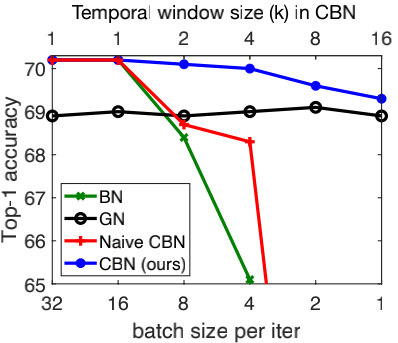 Temporal window size (k) in CBN
1 1 2 4 8 16
Top-1 accuracy
70
69
68
67
66
65
BN
GN
Naive CBN
CBN (ours)
32 16 8 4 2 1
batch size per iter